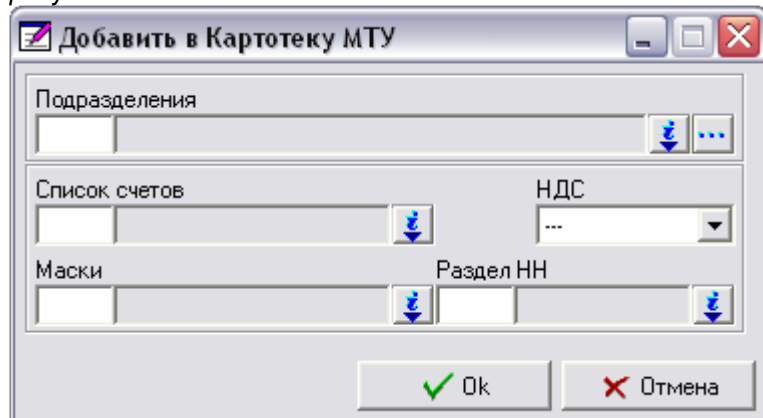 Добавить в Картотеку МТУ
Подразделения
Список счетов НДС
---
Маски Раздел НН
Ok Отмена